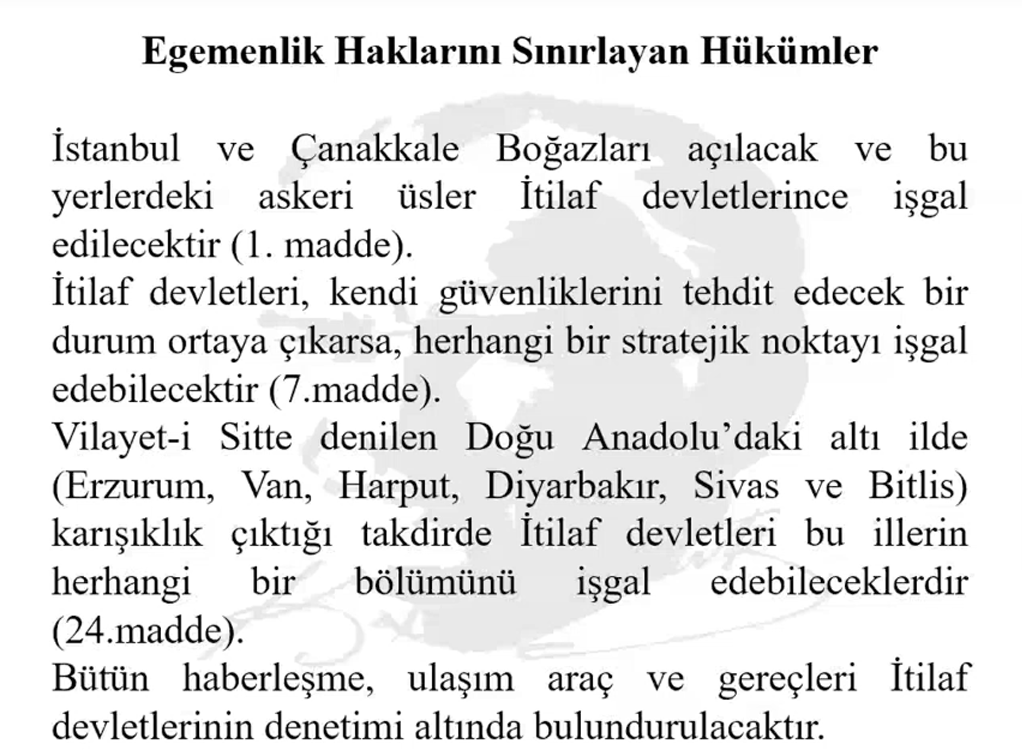 Egemenlik Haklarını Sınırlayan Hükümler
İstanbul ve Çanakkale Boğazları açılacak ve bu
yerlerdeki askeri üsler İtilaf devletlerince işgal
edilecektir (1. madde).
İtilaf devletleri, kendi güvenliklerini tehdit edecek bir
durum ortaya çıkarsa, herhangi bir stratejik noktayı işgal
edebilecektir (7.madde).
Vilayet-i Sitte denilen Doğu Anadolu’daki altı ilde
(Erzurum, Van, Harput, Diyarbakır, Sivas ve Bitlis)
karışıklık çıktığı takdirde İtilaf devletleri bu illerin
herhangi bir bölümünü işgal edebileceklerdir
(24.madde).
Bütün haberleşme, ulaşım araç ve gereçleri İtilaf
devletlerinin denetimi altında bulundurulacaktır.